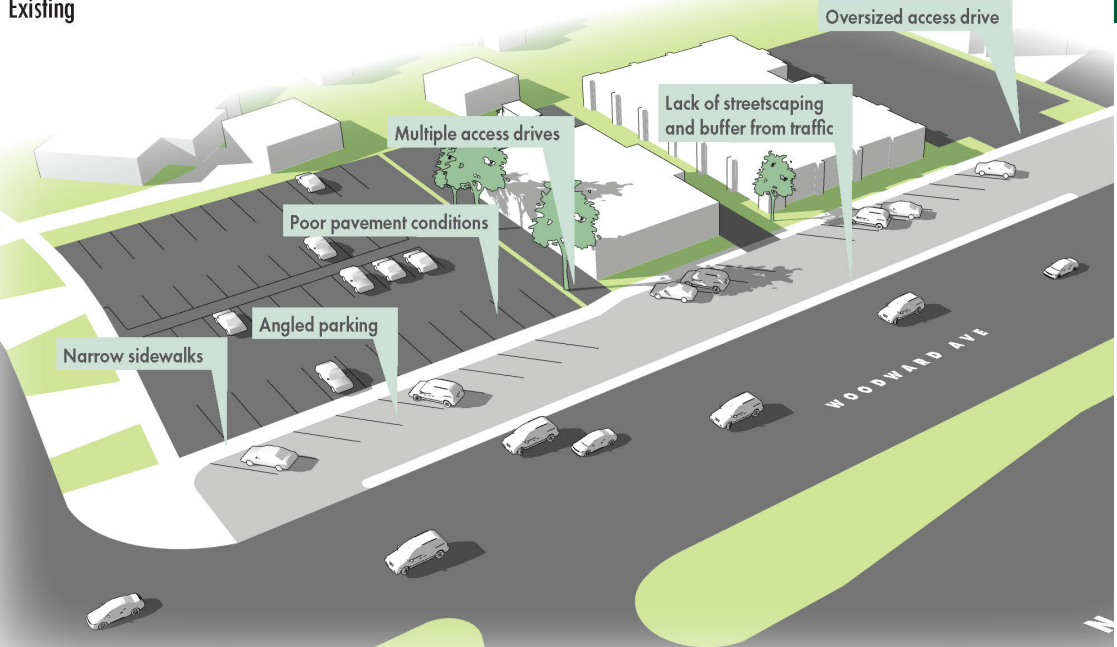 Existing
Oversized access drive
Lack of streetscaping
and buffer from traffic
Multiple access drives
Poor pavement conditions
Angled parking
Narrow sidewalks
WOODWARD AVE
N